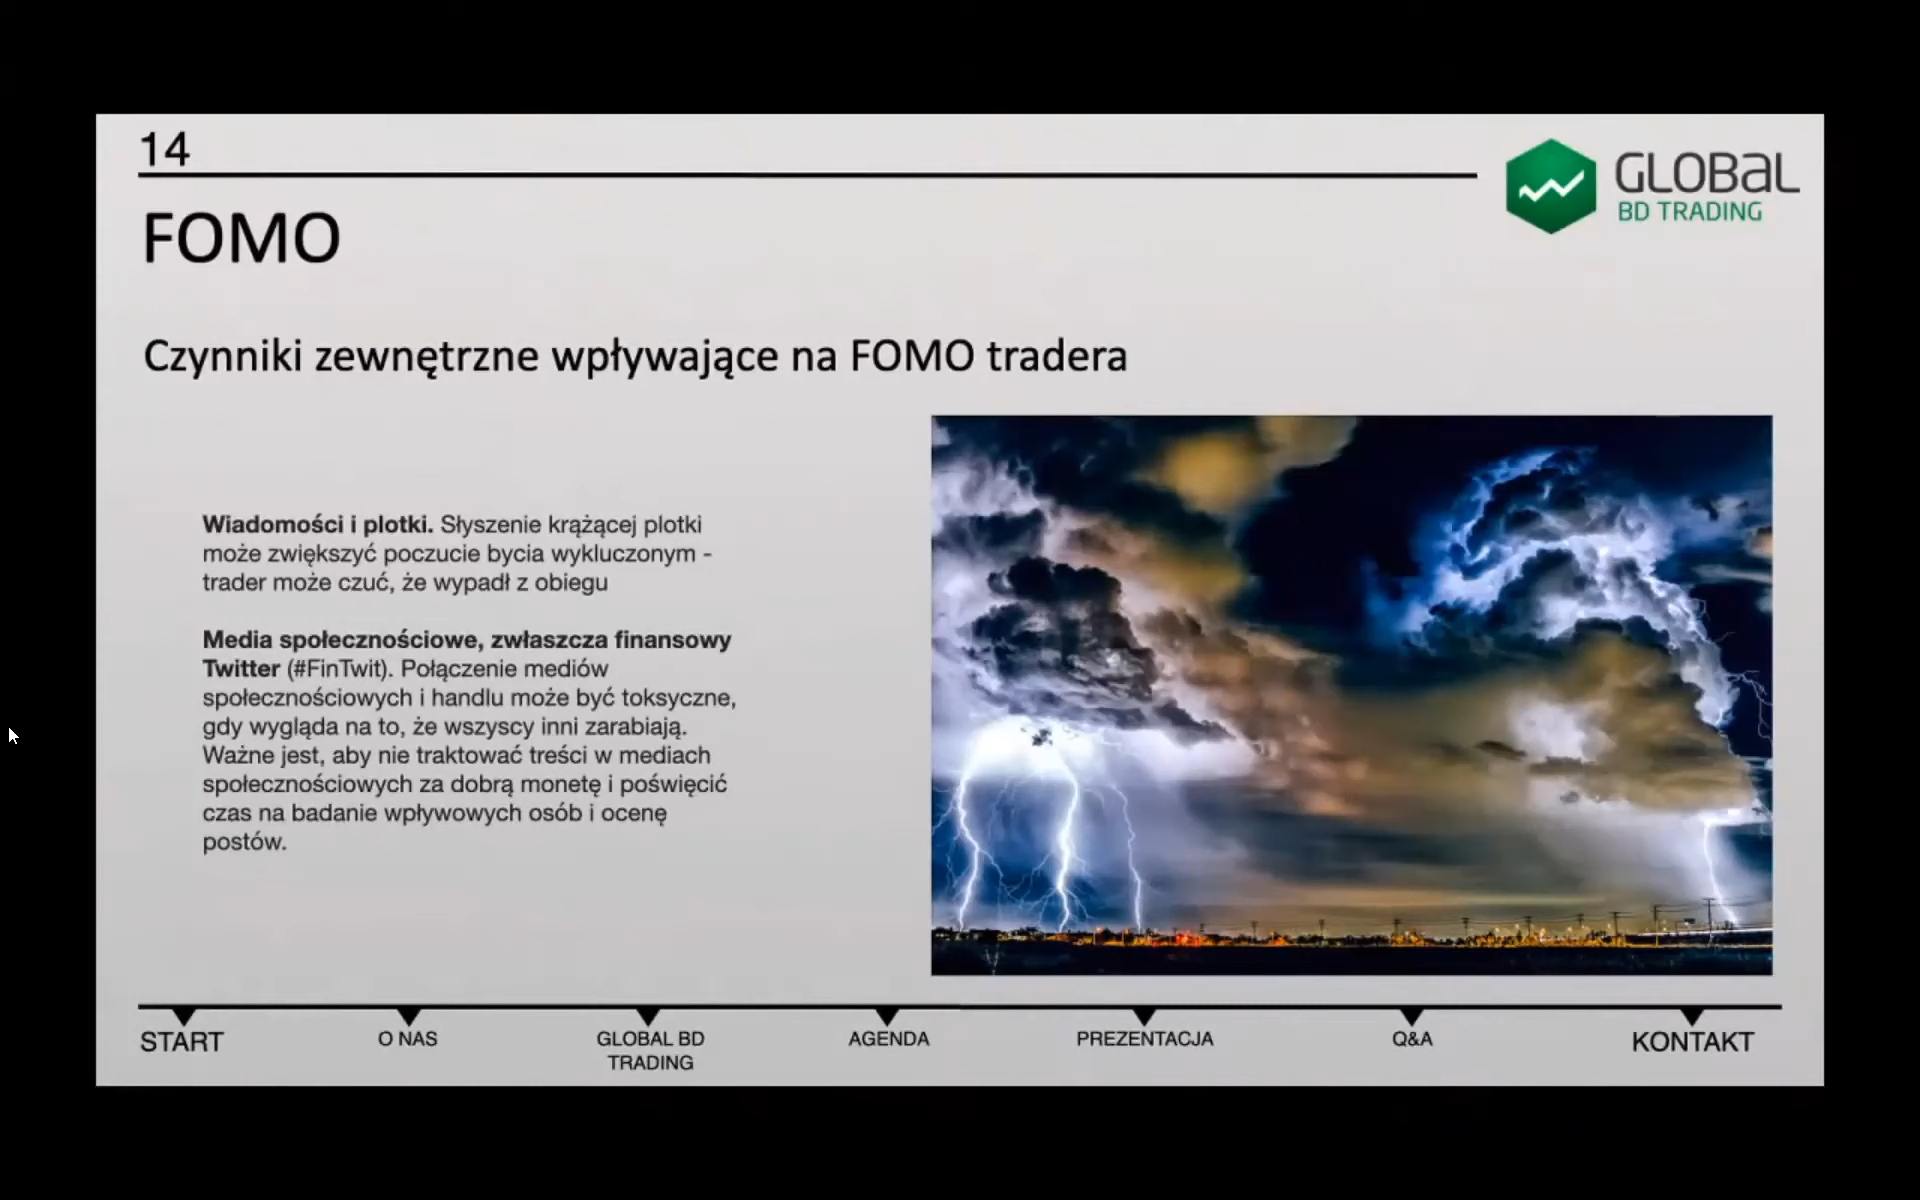 14
GLOBaL
BD TRADING
FOMO
Czynniki zewnętrzne wpływające na FOMO tradera
Wiadomości i plotki. Słyszenie krążącej plotki
może zwiększyć poczucie bycia wykluczonym -
trader może czuć, że wypadł z obiegu
Media społecznościowe, zwłaszcza finansowy
Twitter (#FinTwit). Połączenie mediów
społecznościowych i handlu może być toksyczne,
gdy wygląda na to, że wszyscy inni zarabiają.
Ważne jest, aby nie traktować treści w mediach
społecznościowych za dobrą monetę i poświęcić
czas na badanie wpływowych osób i ocenę
postów.
START
O NAS
GLOBAL BD
TRADING
AGENDA
PREZENTACJA
Q&A
KONTAKT